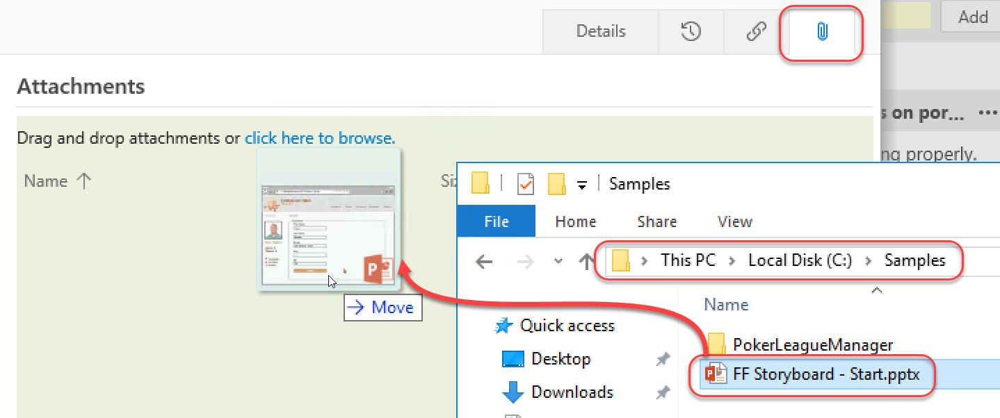 Details
Add
Attachments
on por... •••
Drag and drop attachments or click here to browse.
ng properly.
Name
Samples
File Home Share View
This PC > Local Disk (C:) > Samples
Move
Name
Quick access
PokerLeagueManager
Desktop
FF Storyboard - Start.pptx
Downloads